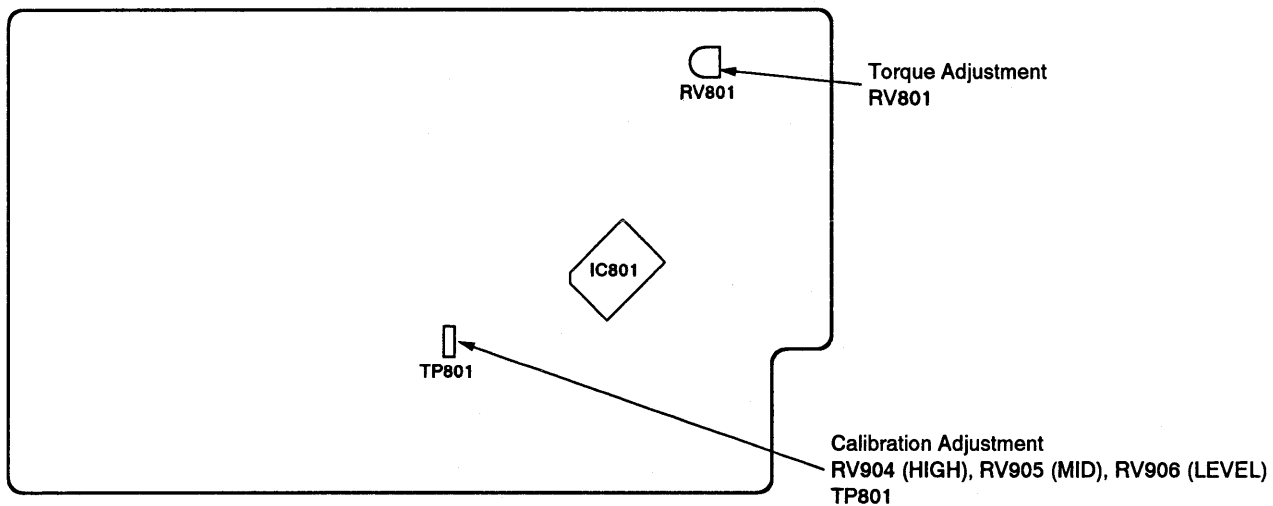 RV801
Torque Adjustment
RV801
IC801
TP801
Calibration Adjustment
RV904 (HIGH), RV905 (MID), RV906 (LEVEL)
TP801